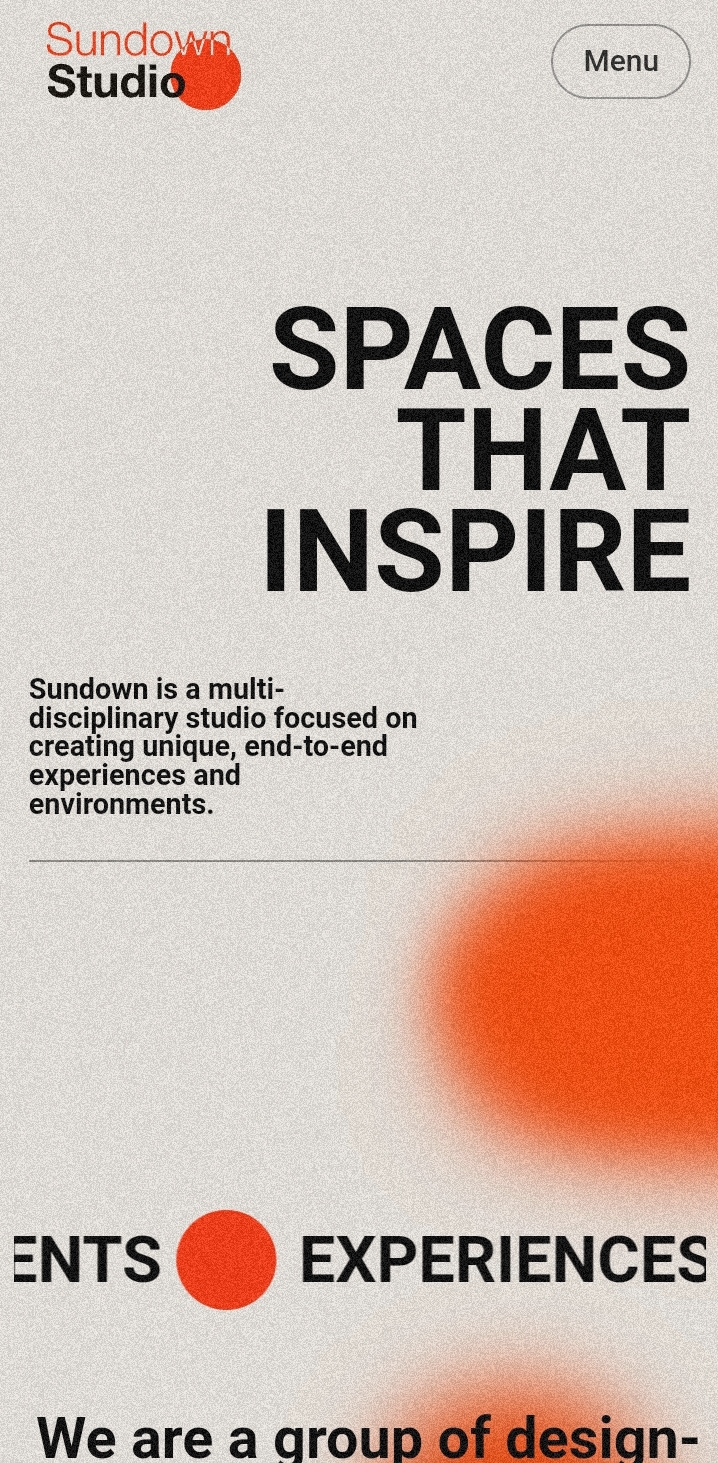 Sundown
Studio
Menu
SPACES
THAT
INSPIRE
Sundown is a multi-
disciplinary studio focused on
creating unique, end-to-end
experiences and
environments.
ENTS EXPERIENCES
We are a group of design-